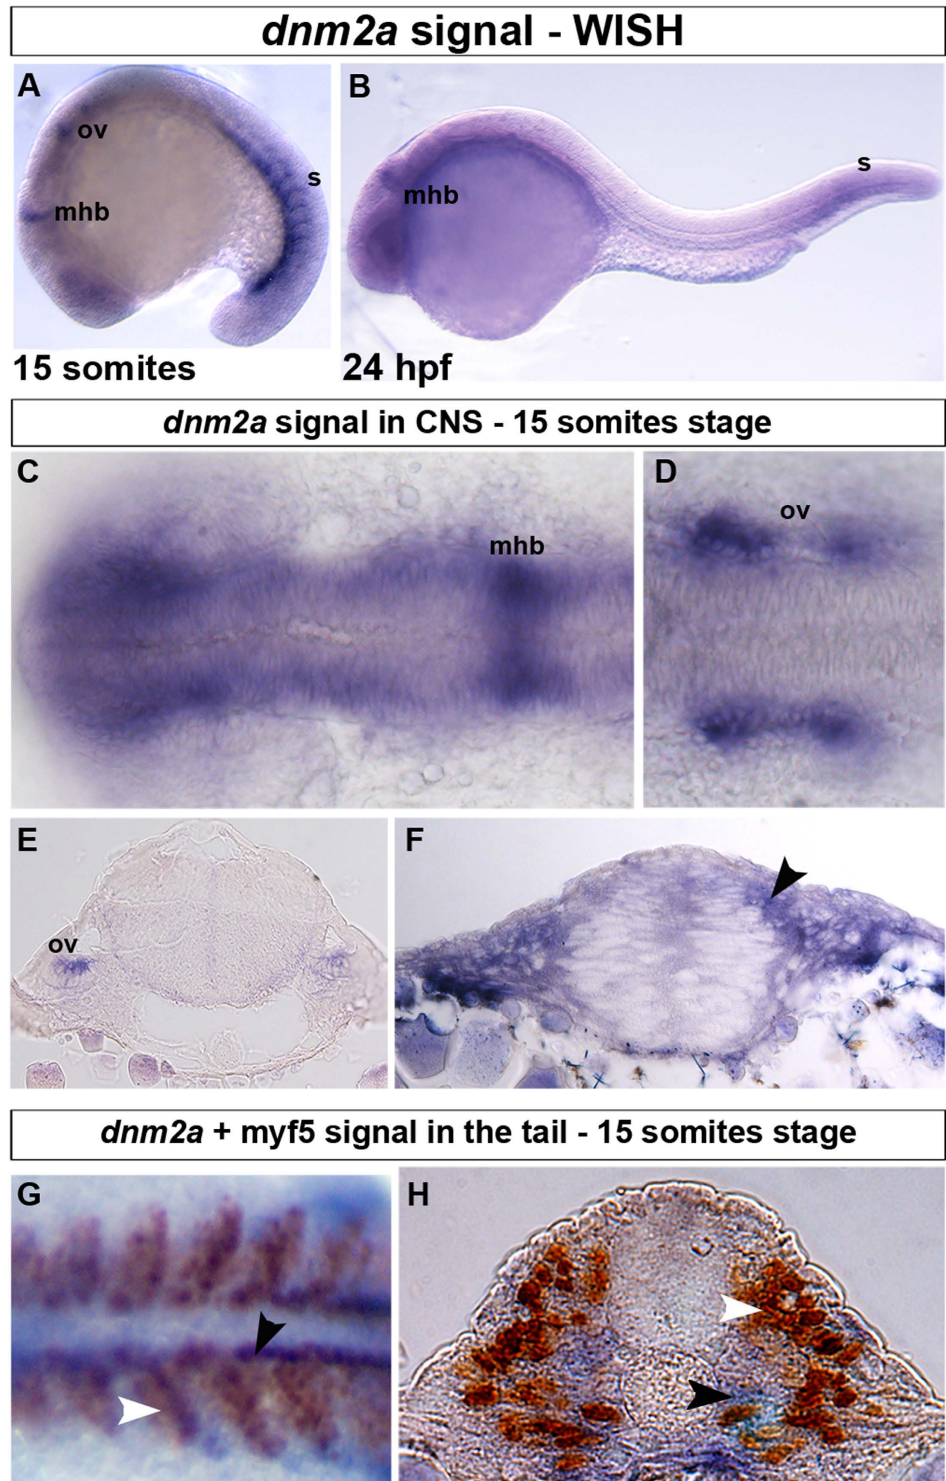 dnm2a signal - WISH
A
B
ov
s
s
mhb
mhb
15 somites
24 hpf
dnm2a signal in CNS - 15 somites stage
C
D
ov
mhb
E
F
ov
dnm2a + myf5 signal in the tail - 15 somites stage
G
H